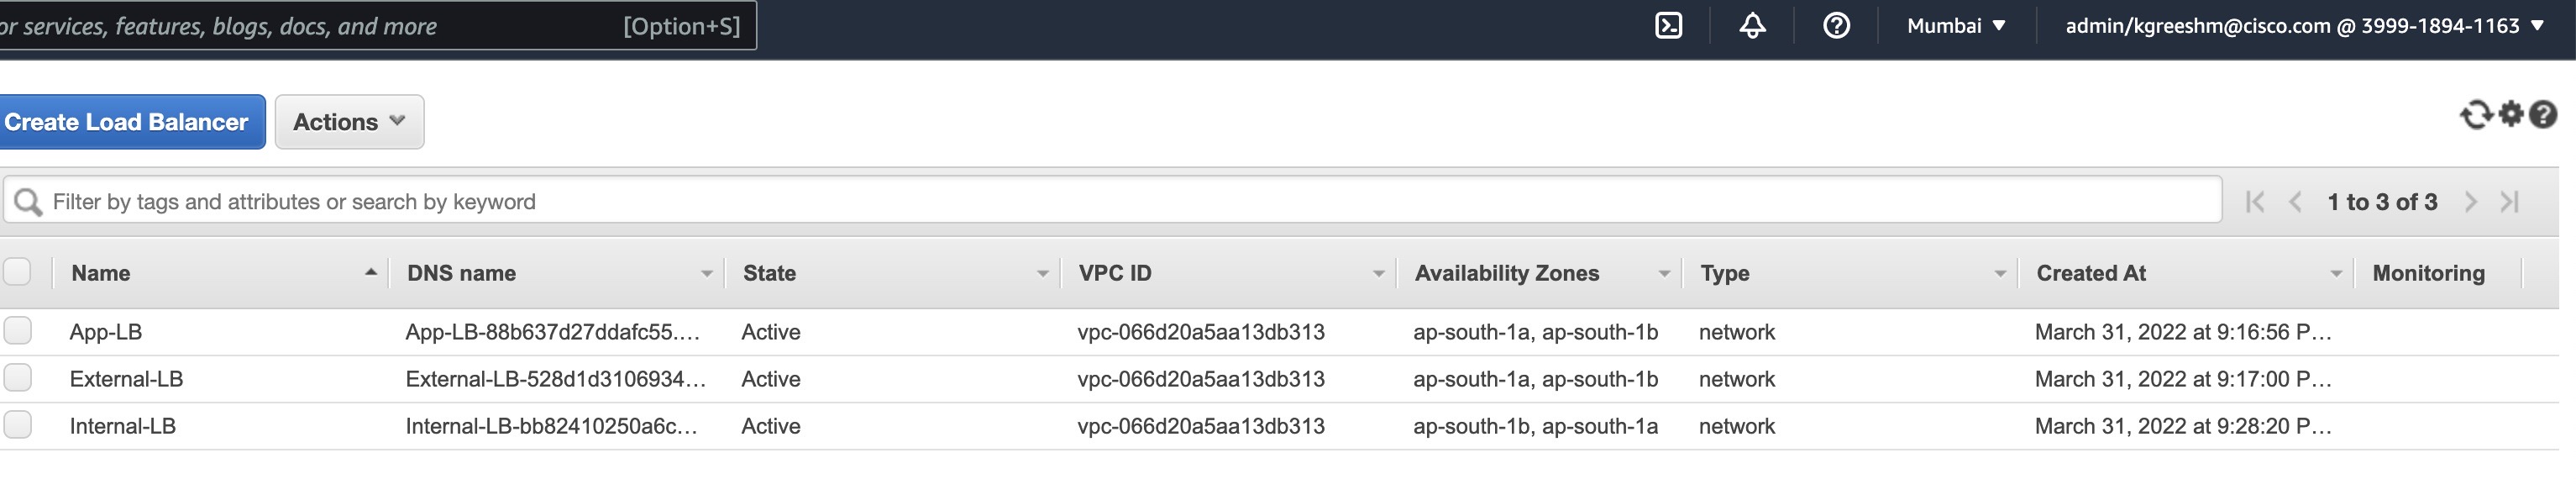 or services, features, blogs, docs, and more [Option+S] Mumbai ▼ admin/kgreeshm@cisco.com @ 3999-1894-1163 ▼
Create Load Balancer Actions
Filter by tags and attributes or search by keyword 1 to 3 of 3
Name DNS name State VPC ID Availability Zones Type Created At Monitoring
App-LB App-LB-88b637d27ddafc55.... Active vpc-066d20a5aa13db313 ap-south-1a, ap-south-1b network March 31, 2022 at 9:16:56 P...
External-LB External-LB-528d1d3106934... Active vpc-066d20a5aa13db313 ap-south-1a, ap-south-1b network March 31, 2022 at 9:17:00 P...
Internal-LB Internal-LB-bb82410250a6c... Active vpc-066d20a5aa13db313 ap-south-1b, ap-south-1a network March 31, 2022 at 9:28:20 P...